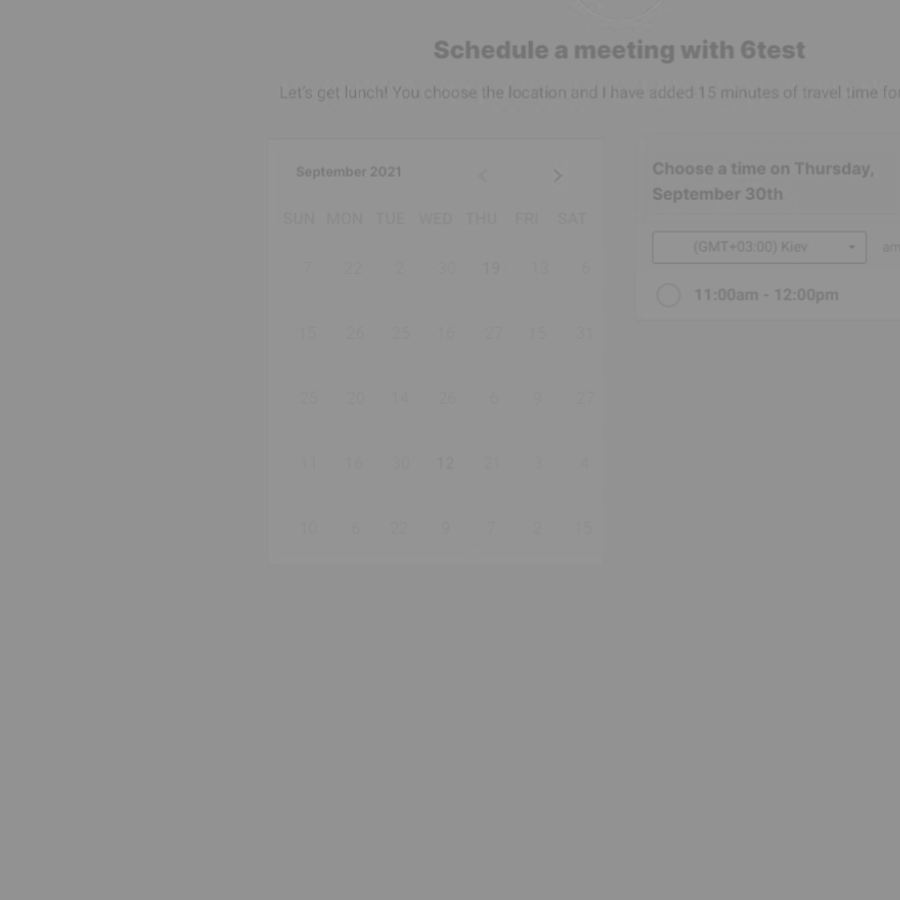 Schedule a meeting with 6test
Let's get lunch! You choose the location and I have added 15 minutes of travel time for
September 2021
SUN MON TUE WED THU FRI SAT
7 22 2 30 19 13 6
15 26 25 16 27 15 31
25 20 14 26 6 9 27
11 16 30 12 21 3 4
10 6 22 9 7 2 15
Choose a time on Thursday,
September 30th
(GMT+03:00) Kiev am
11:00am - 12:00pm